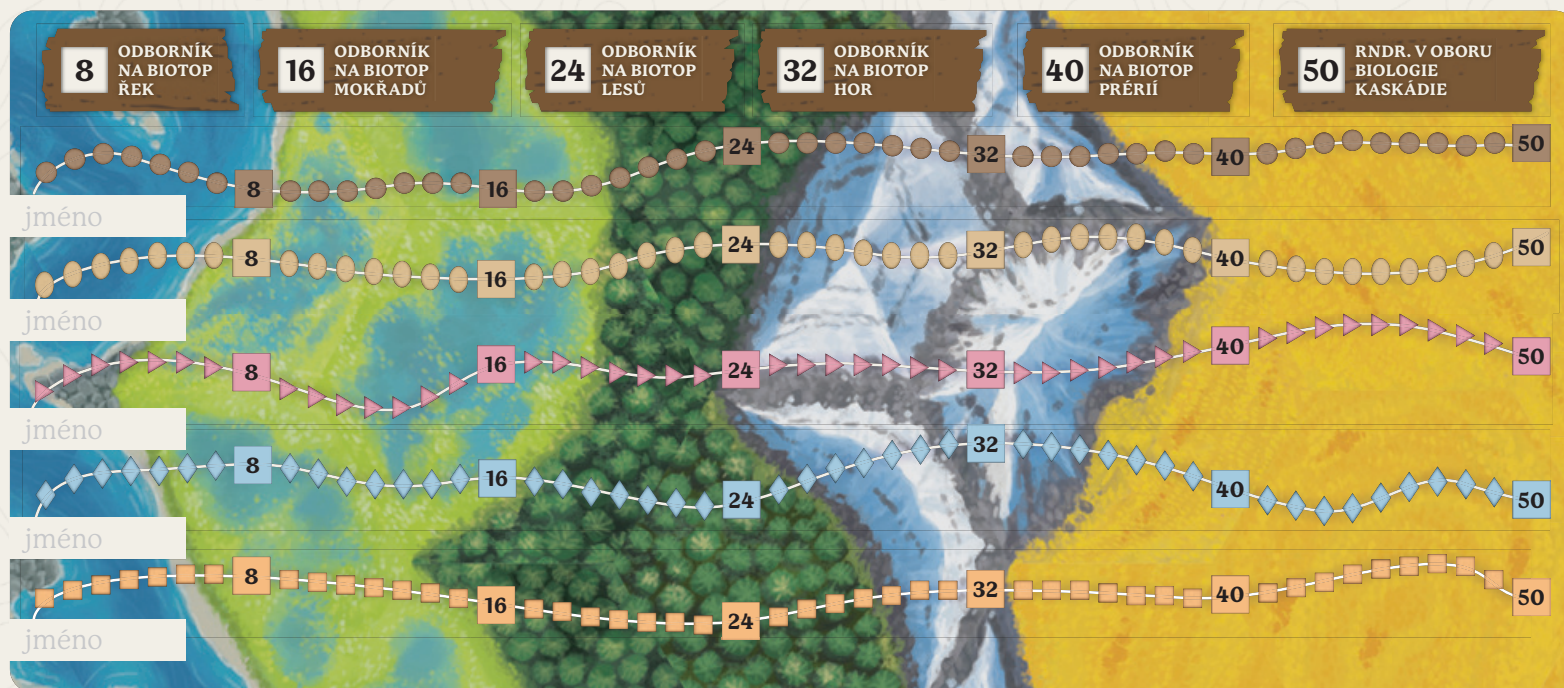 8 ODBORNÍK NA BIOTOP ŘEK
16 ODBORNÍK NA BIOTOP MOKŘADŮ
24 ODBORNÍK NA BIOTOP LESŮ
32 ODBORNÍK NA BIOTOP HOR
40 ODBORNÍK NA BIOTOP PRÉRIÍ
50 RNDR. V OBORU BIOLOGIE KASKÁDIE
8 16 24 32 40 50
jméno
8 16 24 32 40 50
jméno
8 16 24 32 40 50
jméno
8 16 24 32 40 50
jméno
8 16 24 32 40 50
jméno